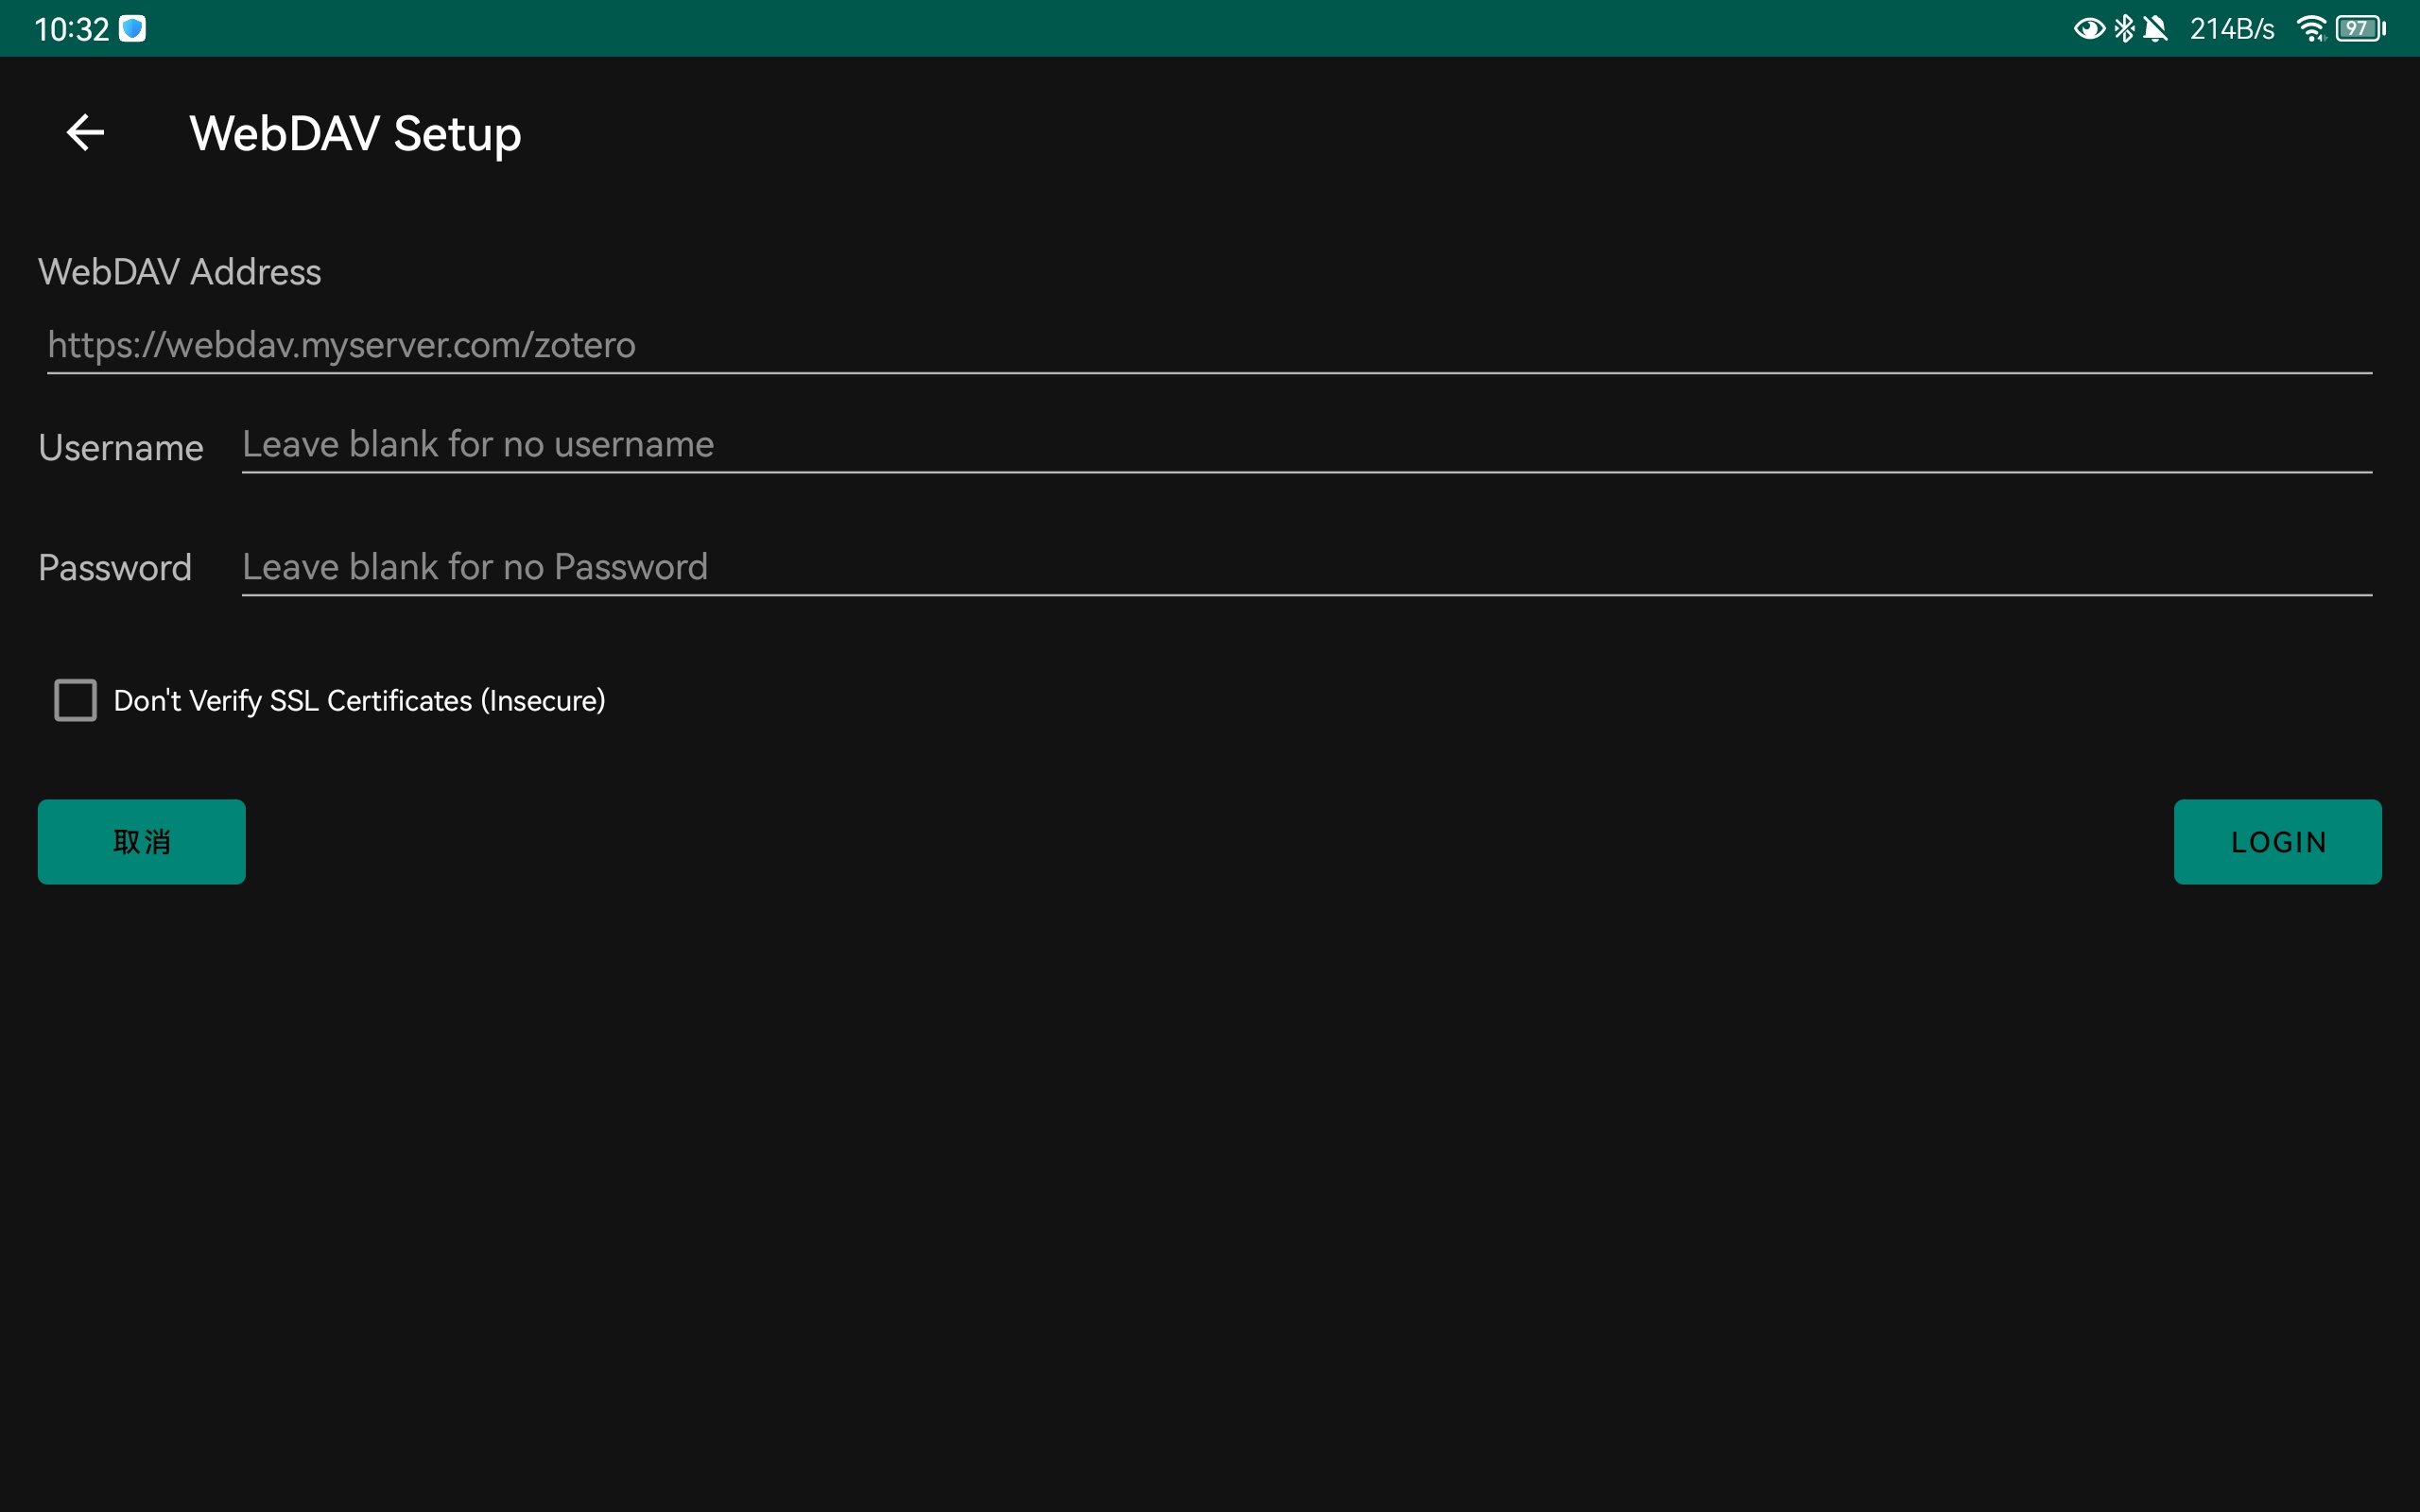 10:32
214B/s
97
WebDAV Setup
WebDAV Address
https://webdav.myserver.com/zotero
Username
Leave blank for no username
Password
Leave blank for no Password
Don't Verify SSL Certificates (Insecure)
取消
LOGIN